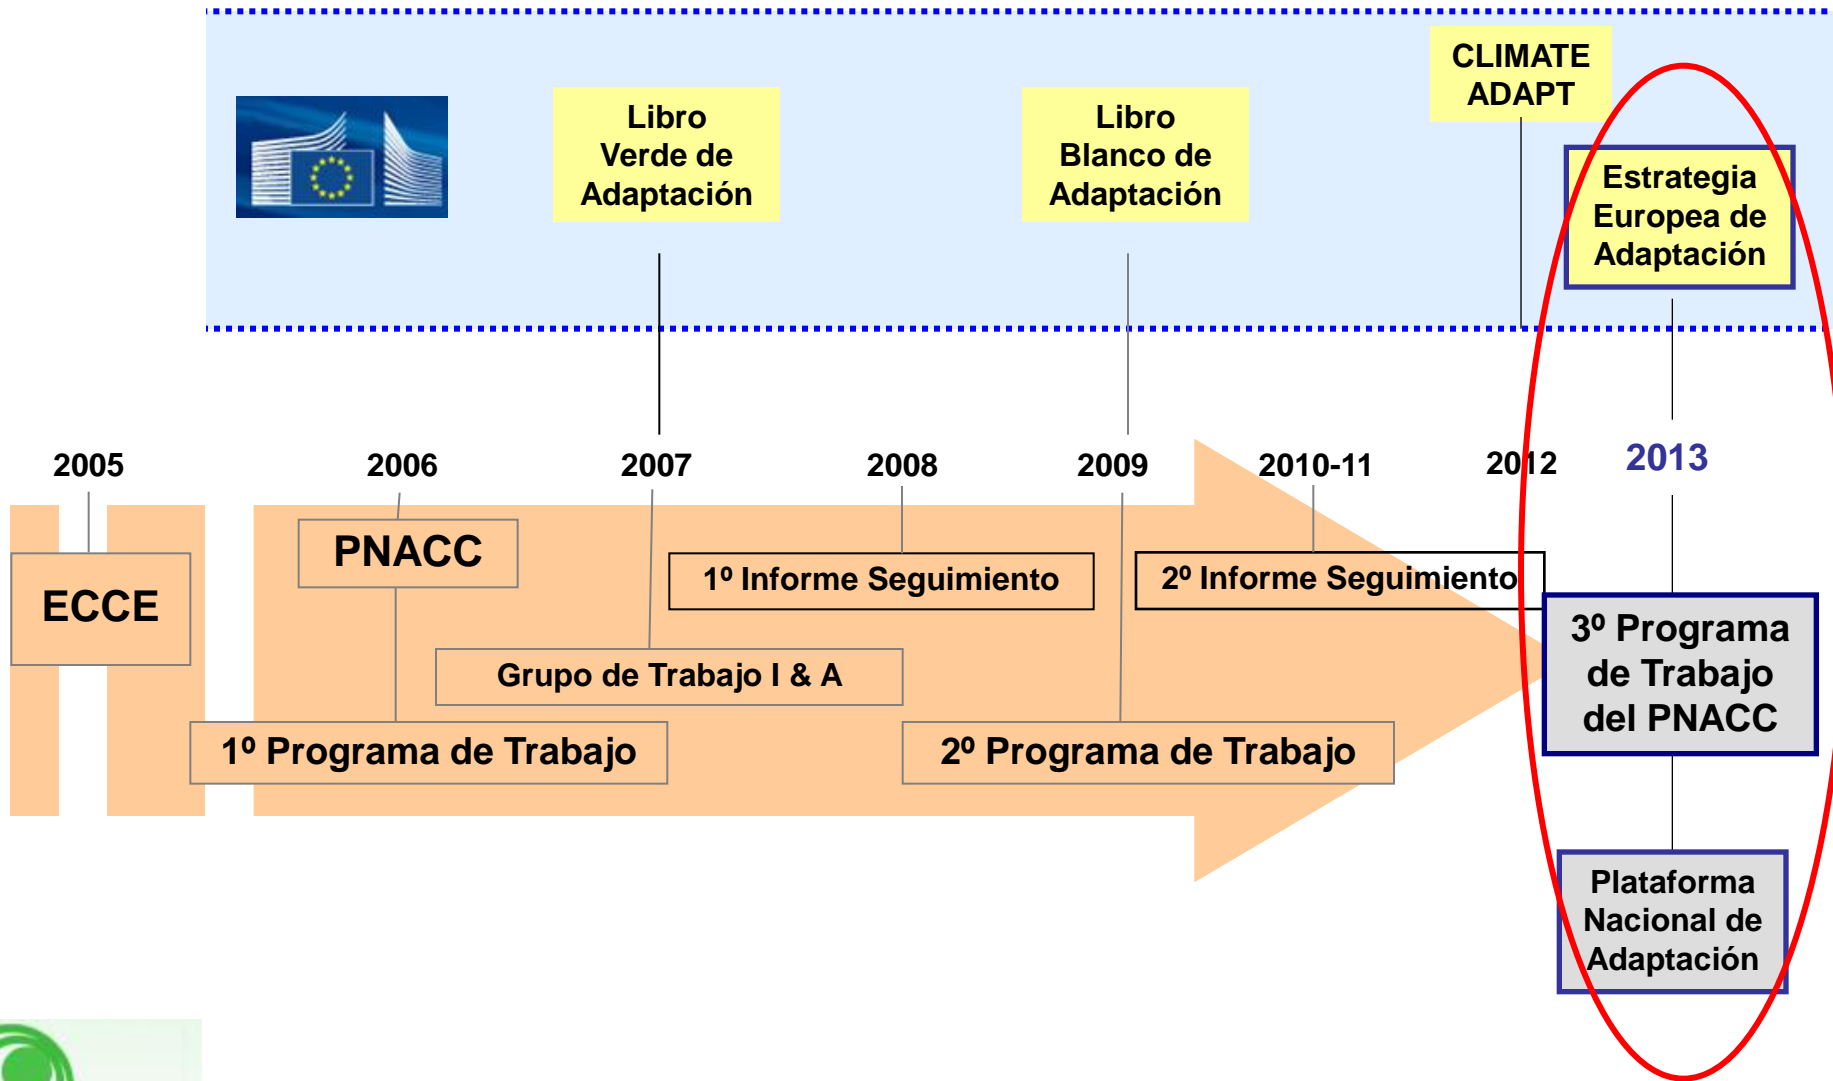 CLIMATE
ADAPT
Libro
Verde de
Adaptación
Libro
Blanco de
Adaptación
Estrategia
Europea de
Adaptación
2005
2006
2007
2008
2009
2010-11
2012
2013
ECCE
PNACC
1º Informe Seguimiento
2º Informe Seguimiento
Grupo de Trabajo I & A
1º Programa de Trabajo
2º Programa de Trabajo
3º Programa
de Trabajo
del PNACC
Plataforma
Nacional de
Adaptación